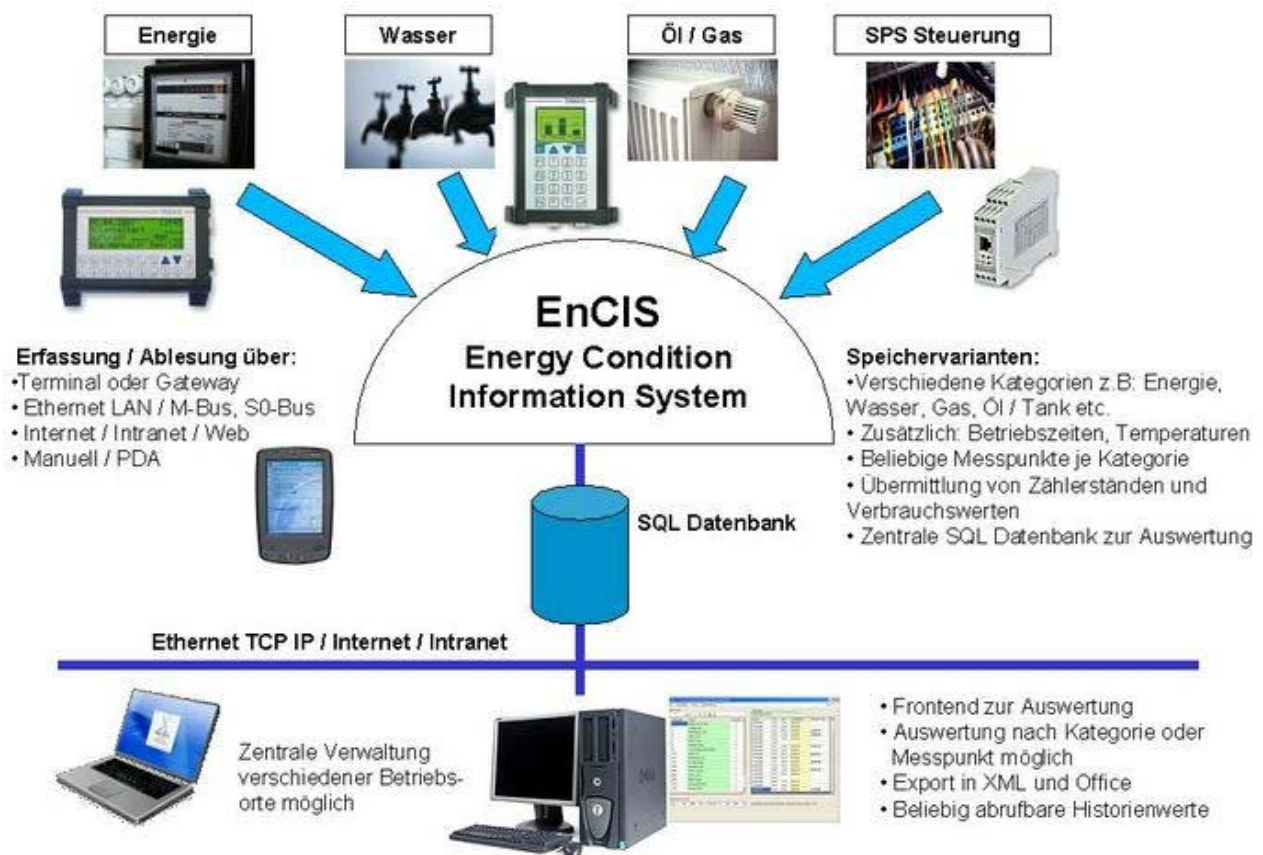 Energie
Wasser
Öl / Gas
SPS Steuerung
EnCIS
Energy Condition
Information System
Erfassung / Ablesung über:
•Terminal oder Gateway
• Ethernet LAN / M-Bus, S0-Bus
• Internet / Intranet / Web
• Manuell / PDA
Speichervarianten:
•Verschiedene Kategorien z.B: Energie,
Wasser, Gas, Öl / Tank etc.
• Zusätzlich: Betriebszeiten, Temperaturen
• Beliebige Messpunkte je Kategorie
• Übermittlung von Zählerständen und
Verbrauchswerten
• Zentrale SQL Datenbank zur Auswertung
SQL Datenbank
Ethernet TCP IP / Internet / Intranet
Zentrale Verwaltung
verschiedener Betriebs-
orte möglich
• Frontend zur Auswertung
• Auswertung nach Kategorie oder
Messpunkt möglich
• Export in XML und Office
• Beliebig abrufbare Historienwerte